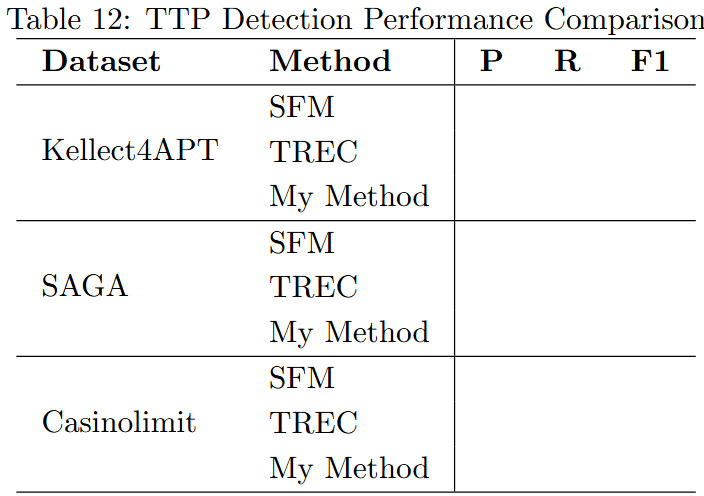 Table 12: TTP Detection Performance Comparison
Dataset Method P R F1
SFM
Kellect4APT TREC
My Method
SFM
SAGA TREC
My Method
SFM
Casinolimit TREC
My Method